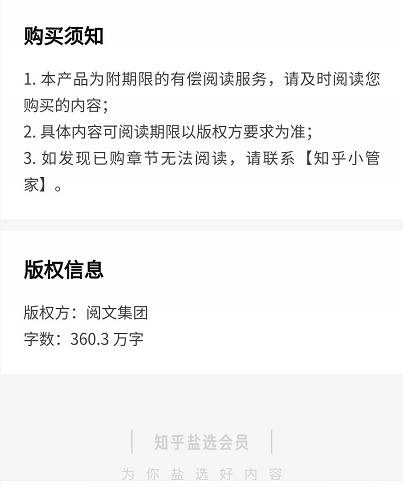 购买须知
1. 本产品为附期限的有偿阅读服务，请及时阅读您
购买的内容；
2. 具体内容可阅读期限以版权方要求为准；
3. 如发现已购章节无法阅读，请联系【知乎小管
家】。
版权信息
版权方：阅文集团
字数：360.3 万字
知乎盐选会员
为你盐选好内容